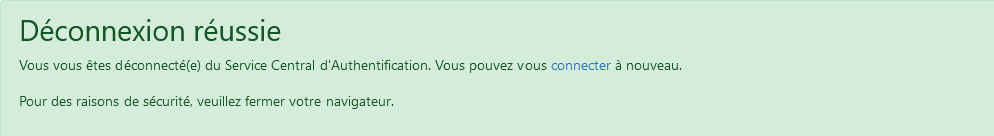 Déconnexion réussie
Vous vous êtes déconnecté(e) du Service Central d'Authentification. Vous pouvez vous connecter à nouveau.
Pour des raisons de sécurité, veuillez fermer votre navigateur.